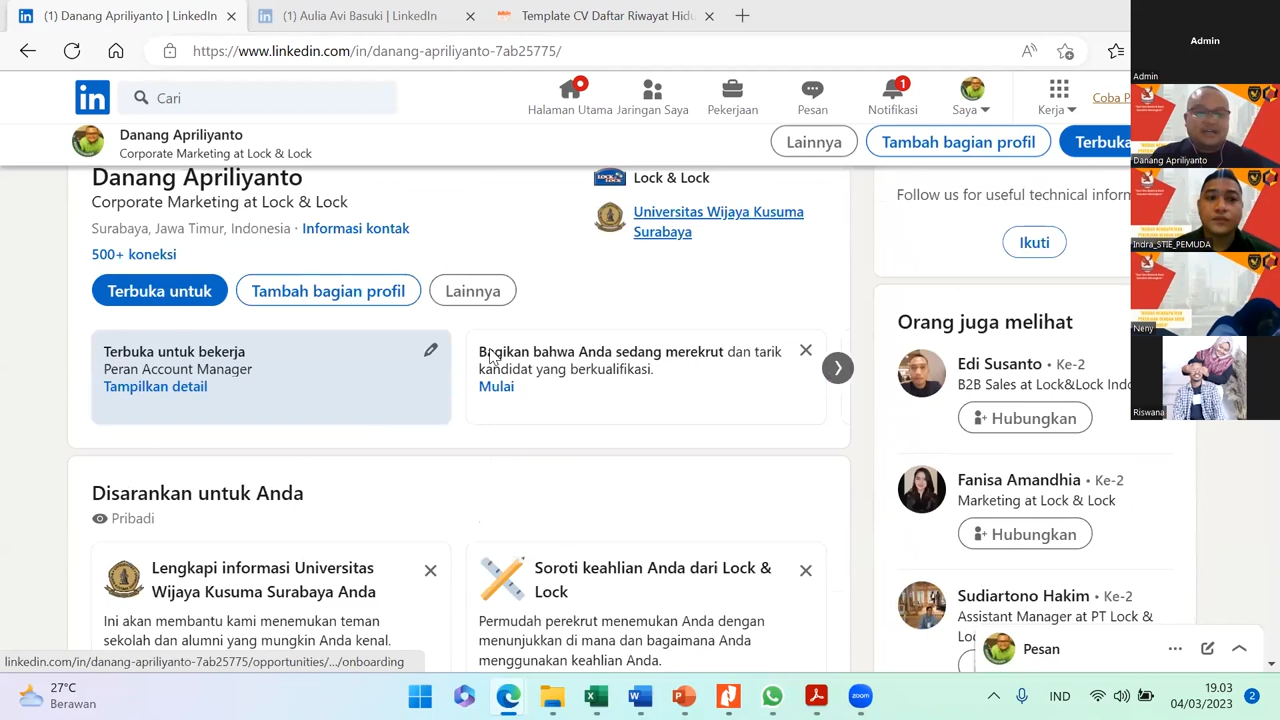 (1) Danang Apriliyanto | LinkedIn
(1) Aulia Avi Basuki | LinkedIn
Template CV Daftar Riwayat Hidu
https://www.linkedin.com/in/danang-apriliyanto-7ab25775/
Cari
Halaman Utama
Jaringan Saya
Pekerjaan
Pesan
1
Notifikasi
Saya
Kerja
Coba P
Danang Apriliyanto
Corporate Marketing at Lock & Lock
Lainnya
Tambah bagian profil
Terbuka
Danang Apriliyanto
Corporate Marketing at Lock & Lock
Surabaya, Jawa Timur, Indonesia · Informasi kontak
500+ koneksi
Lock & Lock
Universitas Wijaya Kusuma
Surabaya
Terbuka untuk
Tambah bagian profil
Lainnya
Terbuka untuk bekerja
Peran Account Manager
Tampilkan detail
Bagikan bahwa Anda sedang merekrut dan tarik
kandidat yang berkualifikasi.
Mulai
Disarankan untuk Anda
Pribadi
Lengkapi informasi Universitas
Wijaya Kusuma Surabaya Anda
Ini akan membantu kami menemukan teman
sekolah dan alumni yang mungkin Anda kenal.
Soroti keahlian Anda dari Lock &
Lock
Permudah perekrut menemukan Anda dengan
menunjukkan di mana dan bagaimana Anda
menggunakan keahlian Anda.
Follow us for useful technical inform
Ikuti
Orang juga melihat
Edi Susanto • Ke-2
B2B Sales at Lock&Lock Indo
Hubungkan
Fanisa Amandhia • Ke-2
Marketing at Lock & Lock
Hubungkan
Sudiartono Hakim • Ke-2
Assistant Manager at PT Lock &
Loc
Pesan
Admin
Admin
Danang Apriliyanto
Indra_STIE_PEMUDA
Neny
Riswana
linkedin.com/in/danang-apriliyanto-7ab25775/opportunities/.../onboarding
27°C
Berawan
zoom
IND
19.03
04/03/2023
2